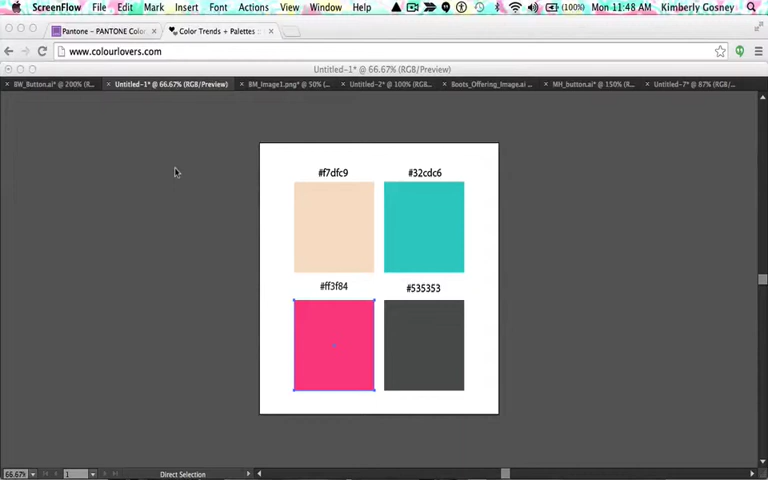 ScreenFlow File Edit Mark Insert Font Actions View Window Help (100%) Mon 11:48 AM Kimberly Gosney
Pantone – PANTONE Color × Color Trends + Palettes :: ×
www.colourlovers.com
Untitled-1* @ 66.67% (RGB/Preview)
× BW_Button.ai* @ 200% (R... × Untitled-1* @ 66.67% (RGB/Preview) × BM_Image1.png* @ 50% (... × Untitled-2* @ 100% (RGB... × Boots_Offering_Image.ai ... × MH_button.ai* @ 150% (R... × Untitled-7* @ 87% (RGB/...
#f7dfc9 #32cdc6
#ff3f84 #535353
66.67% 1 Direct Selection